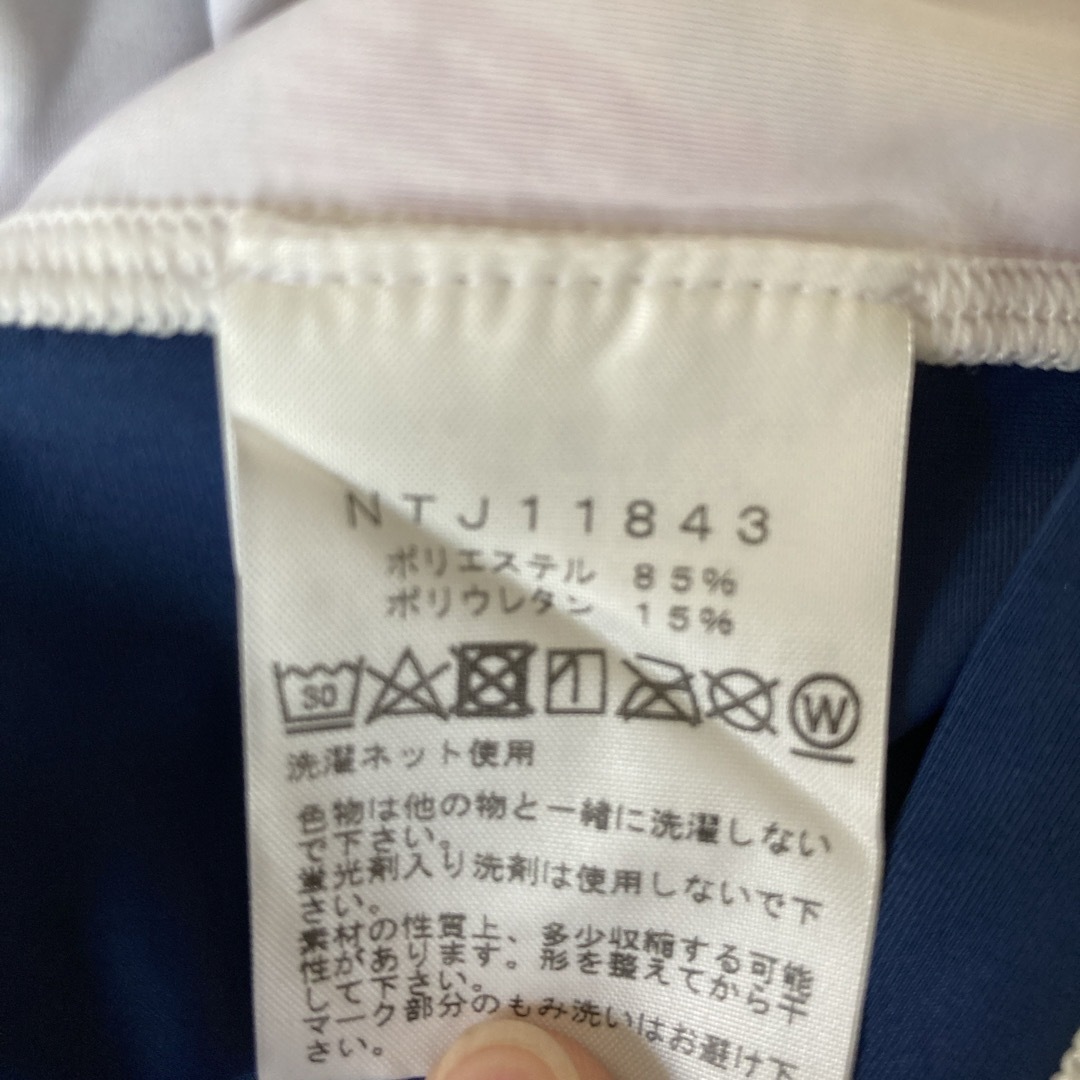 NTJ11843
ポリエステル 85%
ポリウレタン 15%
W
洗濯ネット使用
色物は他の物と一緒に洗濯しない
で下さい。
蛍光剤入り洗剤は使用しないで下
さい。
素材の性質上、多少収縮する可能
性があります。形を整えてから干
して下さい。
マーク部分のもみ洗いはお避け下
さい。